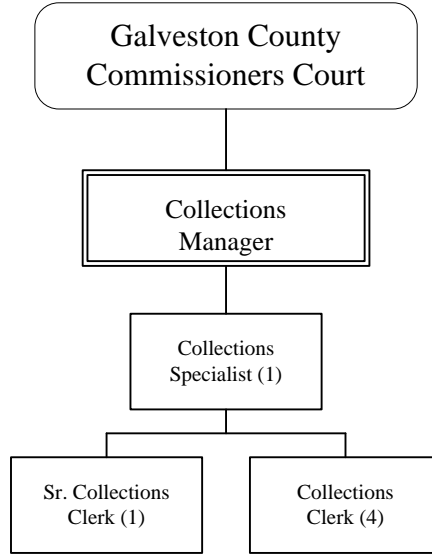 Galveston County
Commissioners Court
Collections
Manager
Collections
Specialist (1)
Sr. Collections
Clerk (1)
Collections
Clerk (4)